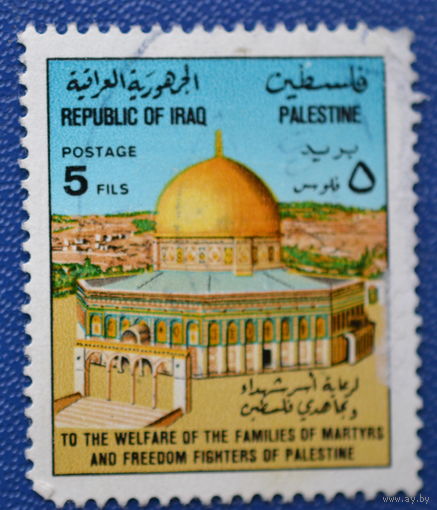 الجمهورية العراقية فلسطين
REPUBLIC OF IRAQ PALESTINE
POSTAGE بريد
5 FILS ٥ فلوس
لرعاية أسر شهداء
ومجاهدي فلسطين
TO THE WELFARE OF THE FAMILIES OF MARTYRS
AND FREEDOM FIGHTERS OF PALESTINE
www.ay.by